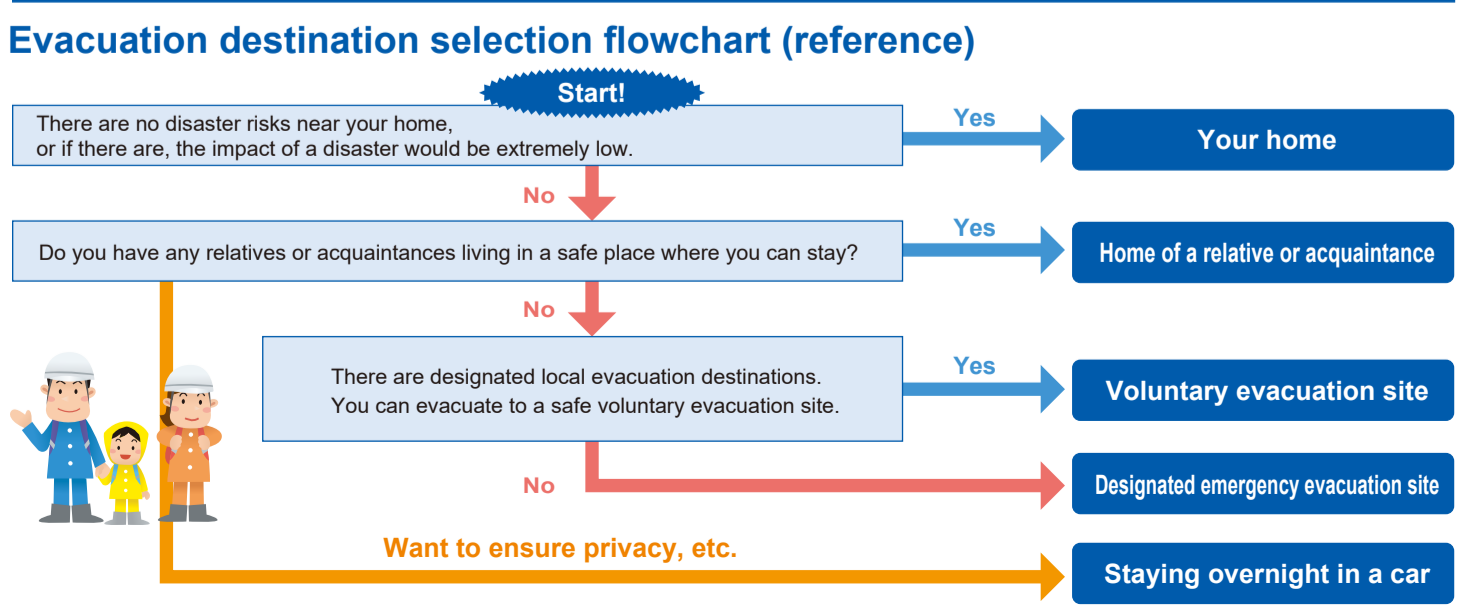 Evacuation destination selection flowchart (reference)
Start!
There are no disaster risks near your home,
or if there are, the impact of a disaster would be extremely low.
Yes
Your home
No
Do you have any relatives or acquaintances living in a safe place where you can stay?
Yes
Home of a relative or acquaintance
No
There are designated local evacuation destinations.
You can evacuate to a safe voluntary evacuation site.
Yes
Voluntary evacuation site
No
Designated emergency evacuation site
Want to ensure privacy, etc.
Staying overnight in a car